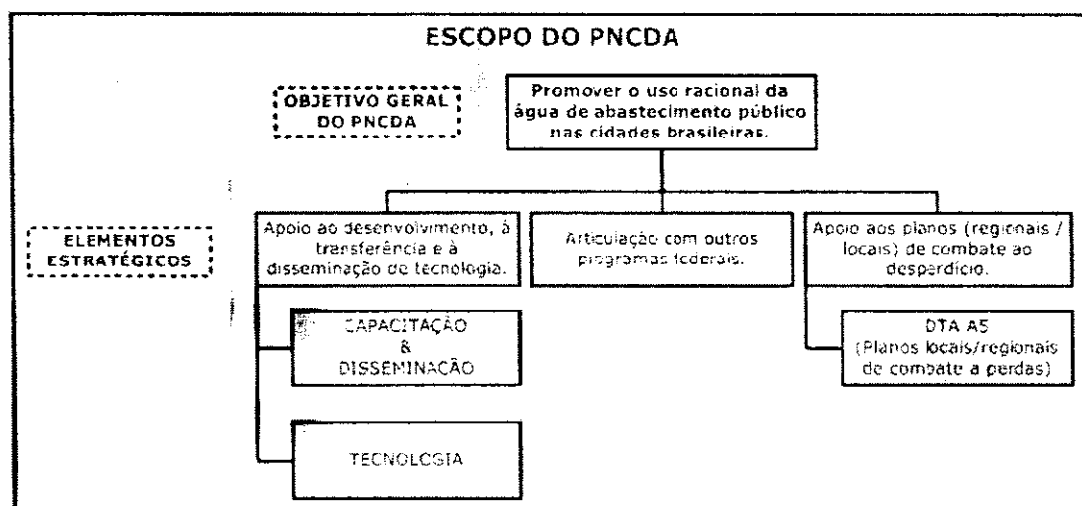 ESCOPO DO PNCDA
OBJETIVO GERAL
DO PNCDA
Promover o uso racional da
água de abastecimento público
nas cidades brasileiras.
ELEMENTOS
ESTRATÉGICOS
Apoio ao desenvolvimento, à
transferência e à
disseminação de tecnologia.
Articulação com outros
programas federais.
Apoio aos planos (regionais /
locais) de combate ao
desperdício.
CAPACITAÇÃO
&
DISSEMINAÇÃO
DTA A5
(Planos locais/regionais
de combate a perdas)
TECNOLOGIA